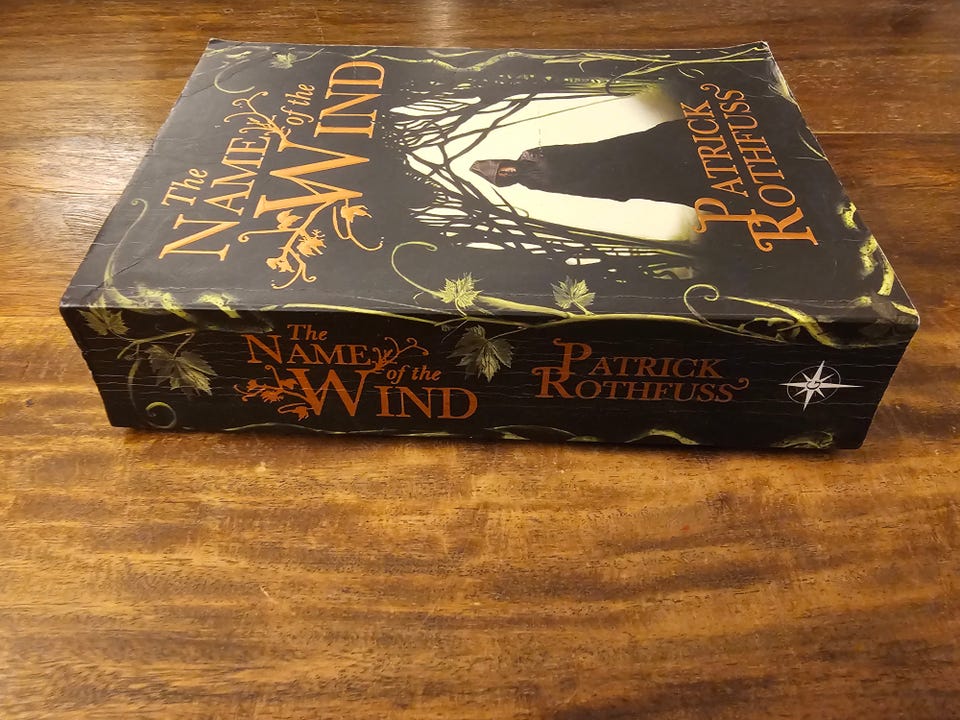 The
NAME
of the
WIND
PATRICK
ROTHFUSS
The
NAME
of the
WIND
PATRICK
ROTHFUSS